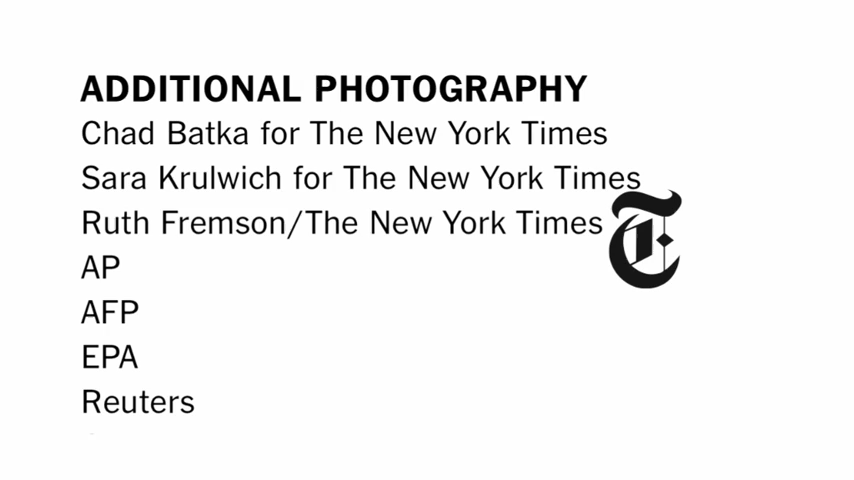 ADDITIONAL PHOTOGRAPHY
Chad Batka for The New York Times
Sara Krulwich for The New York Times
Ruth Fremson/The New York Times
AP
AFP
EPA
Reuters